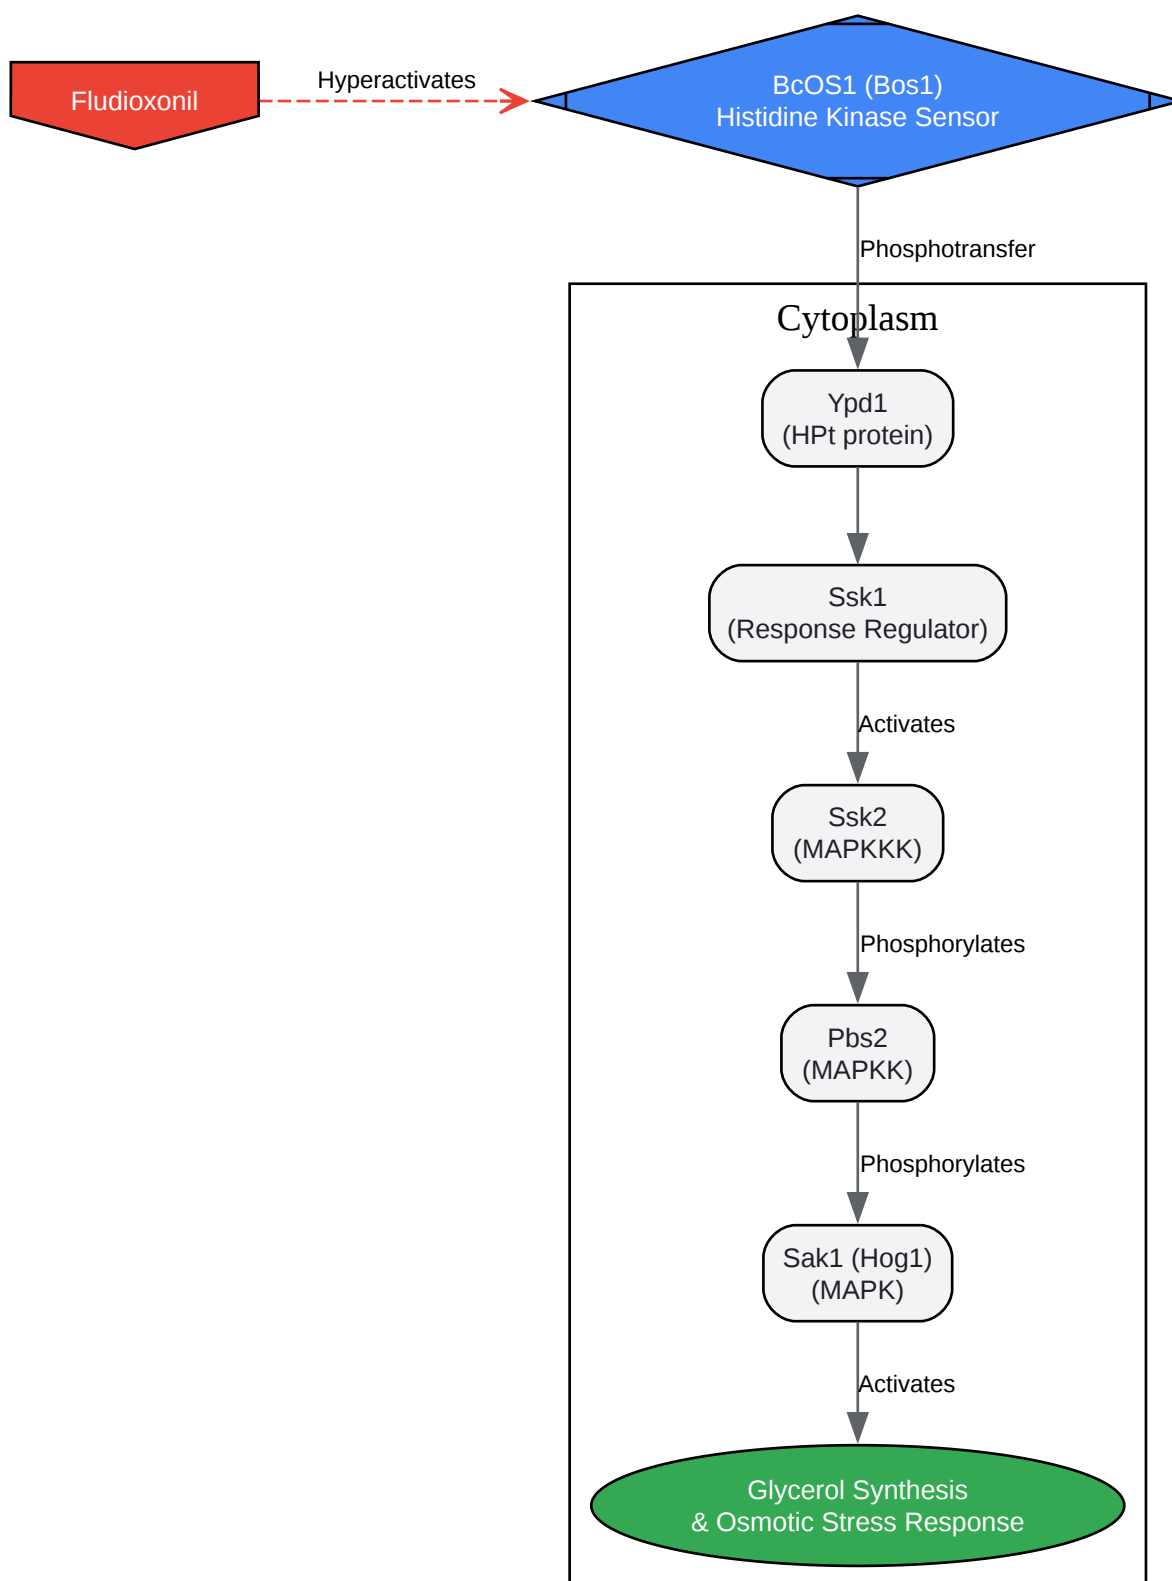 Fludioxonil
Hyperactivates
BcOS1 (Bos1)
Histidine Kinase Sensor
Phosphotransfer
Cytoplasm
Ypd1
(HPt protein)
Ssk1
(Response Regulator)
Activates
Ssk2
(MAPKKK)
Phosphorylates
Pbs2
(MAPKK)
Phosphorylates
Sak1 (Hog1)
(MAPK)
Activates
Glycerol Synthesis
& Osmotic Stress Response